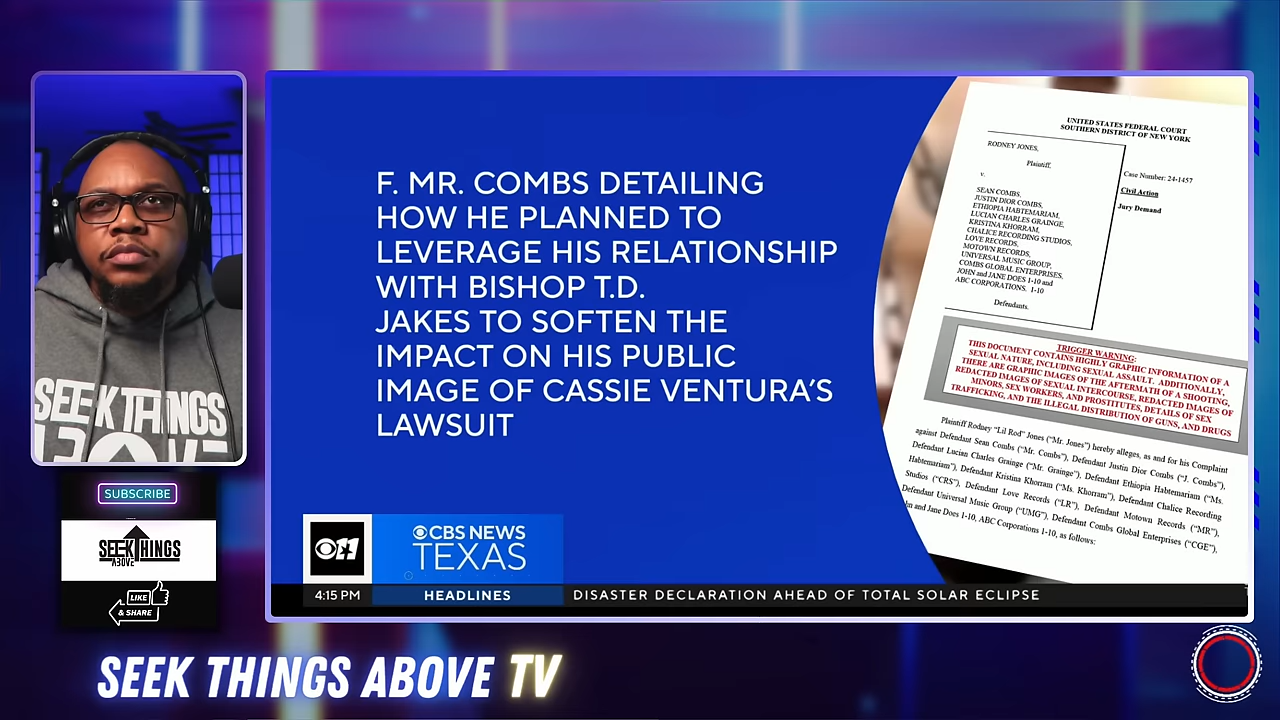 F. MR. COMBS DETAILING
HOW HE PLANNED TO
LEVERAGE HIS RELATIONSHIP
WITH BISHOP T.D.
JAKES TO SOFTEN THE
IMPACT ON HIS PUBLIC
IMAGE OF CASSIE VENTURA'S
LAWSUIT
UNITED STATES FEDERAL COURT
SOUTHERN DISTRICT OF NEW YORK
RODNEY JONES,
Plaintiff,
v.
SEAN COMBS,
JUSTIN DIOR COMBS,
ETHIOPIA HABTEMARIAM,
LUCIAN CHARLES GRAINGE,
KRISTINA KHORRAM,
CHALICE RECORDING STUDIOS,
LOVE RECORDS,
MOTOWN RECORDS,
UNIVERSAL MUSIC GROUP,
COMBS GLOBAL ENTERPRISES,
JOHN and JANE DOES 1-10 and
ABC CORPORATIONS. 1-10
Defendants.
Case Number: 24-1457
Civil Action
Jury Demand
TRIGGER WARNING:
THIS DOCUMENT CONTAINS HIGHLY GRAPHIC INFORMATION OF A
SEXUAL NATURE, INCLUDING SEXUAL ASSAULT. ADDITIONALLY,
THERE ARE GRAPHIC IMAGES OF THE AFTERMATH OF A SHOOTING,
REDACTED IMAGES OF SEXUAL INTERCOURSE, REDACTED IMAGES OF
MINORS, SEX WORKERS, AND PROSTITUTES, DETAILS OF SEX
TRAFFICKING, AND THE ILLEGAL DISTRIBUTION OF GUNS, AND DRUGS
Plaintiff Rodney "Lil Rod" Jones ("Mr. Jones") hereby alleges, as and for his Complaint
against Defendant Sean Combs ("Mr. Combs"), Defendant Justin Dior Combs ("J. Combs"),
Defendant Lucian Charles Grainge ("Mr. Grainge"), Defendant Ethiopia Habtemariam ("Ms.
Habtemariam"), Defendant Kristina Khorram ("Ms. Khorram"), Defendant Chalice Recording
Studios ("CRS"), Defendant Love Records ("LR"), Defendant Motown Records ("MR"),
Defendant Universal Music Group ("UMG"), Defendant Combs Global Enterprises ("CGE"),
and Jane Does 1-10, ABC Corporations 1-10, as follows:
SEEK THINGS
SUBSCRIBE
SEEK THINGS
ABOVE
LIKE
& SHARE
11
CBS NEWS
TEXAS
4:15 PM
HEADLINES
DISASTER DECLARATION AHEAD OF TOTAL SOLAR ECLIPSE
SEEK THINGS ABOVE TV